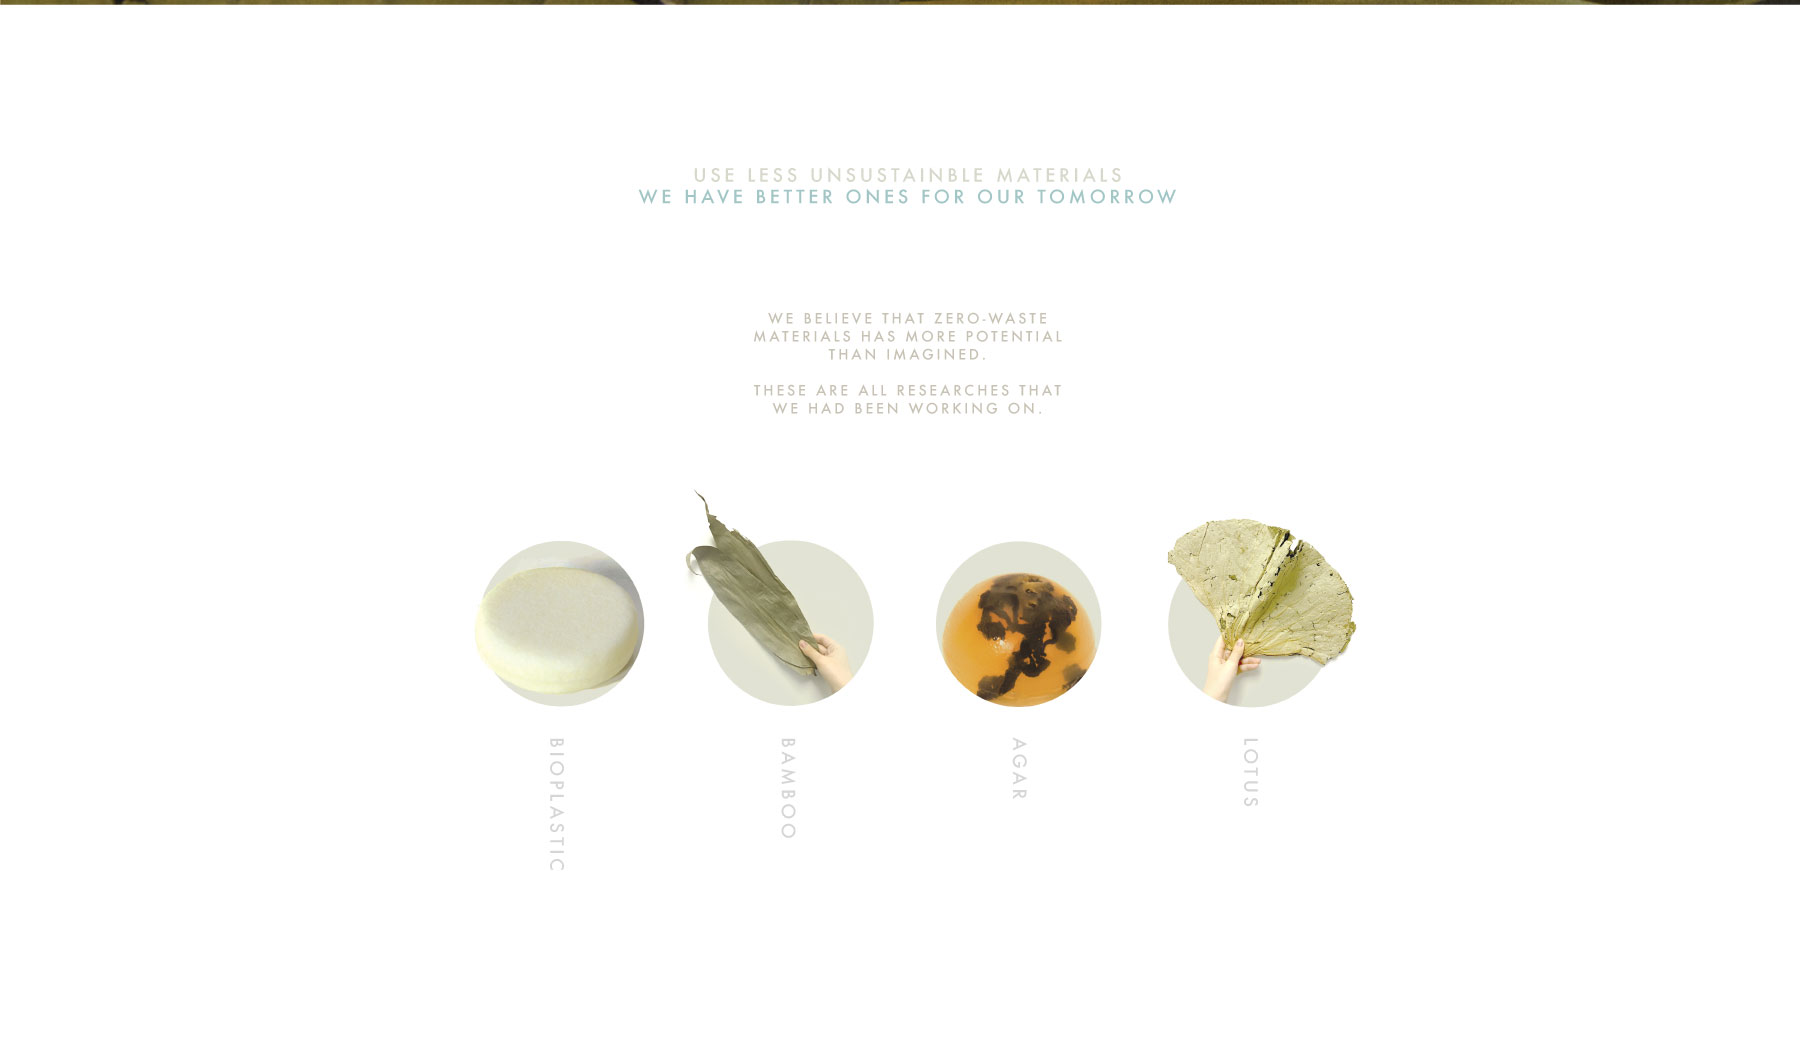 USE LESS UNSUSTAINBLE MATERIALS
WE HAVE BETTER ONES FOR OUR TOMORROW
WE BELIEVE THAT ZERO-WASTE
MATERIALS HAS MORE POTENTIAL
THAN IMAGINED.
THESE ARE ALL RESEARCHES THAT
WE HAD BEEN WORKING ON.
BIOPLASTIC
BAMBOO
AGAR
LOTUS